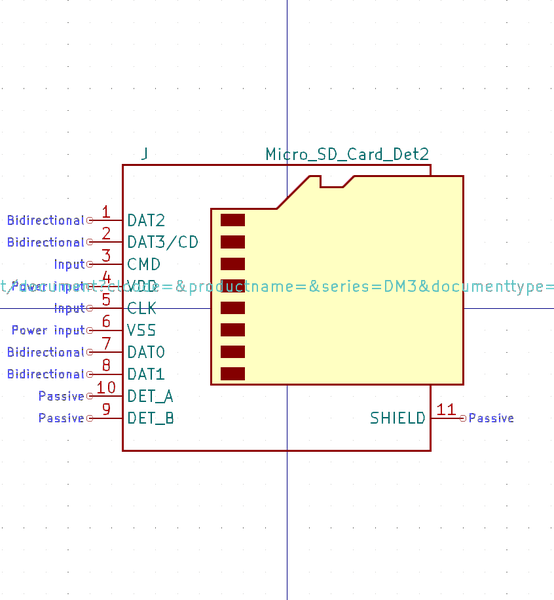 J Micro_SD_Card_Det2
Bidirectional 1 DAT2
Bidirectional 2 DAT3/CD
Input 3 CMD
Power input 4 VDD
&productname=&series=DM3&documenttype=
Input 5 CLK
Power input 6 VSS
Bidirectional 7 DAT0
Bidirectional 8 DAT1
Passive 10 DET_A
Passive 9 DET_B
SHIELD 11 Passive